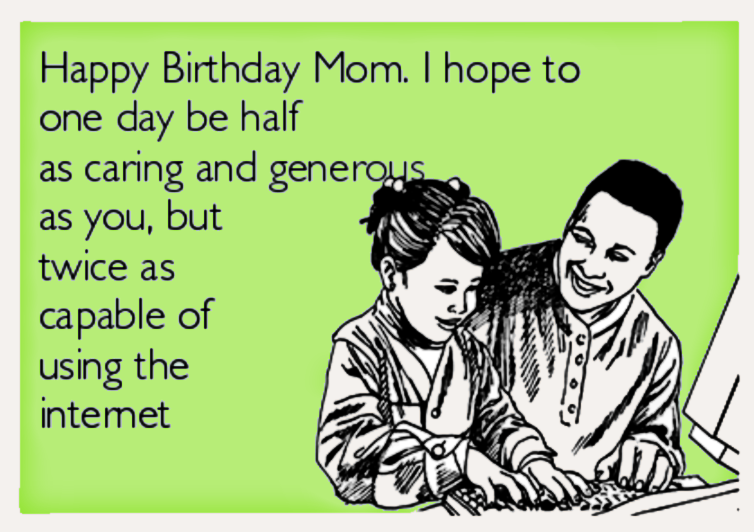 Happy Birthday Mom. I hope to
one day be half
as caring and generous
as you, but
twice as
capable of
using the
internet